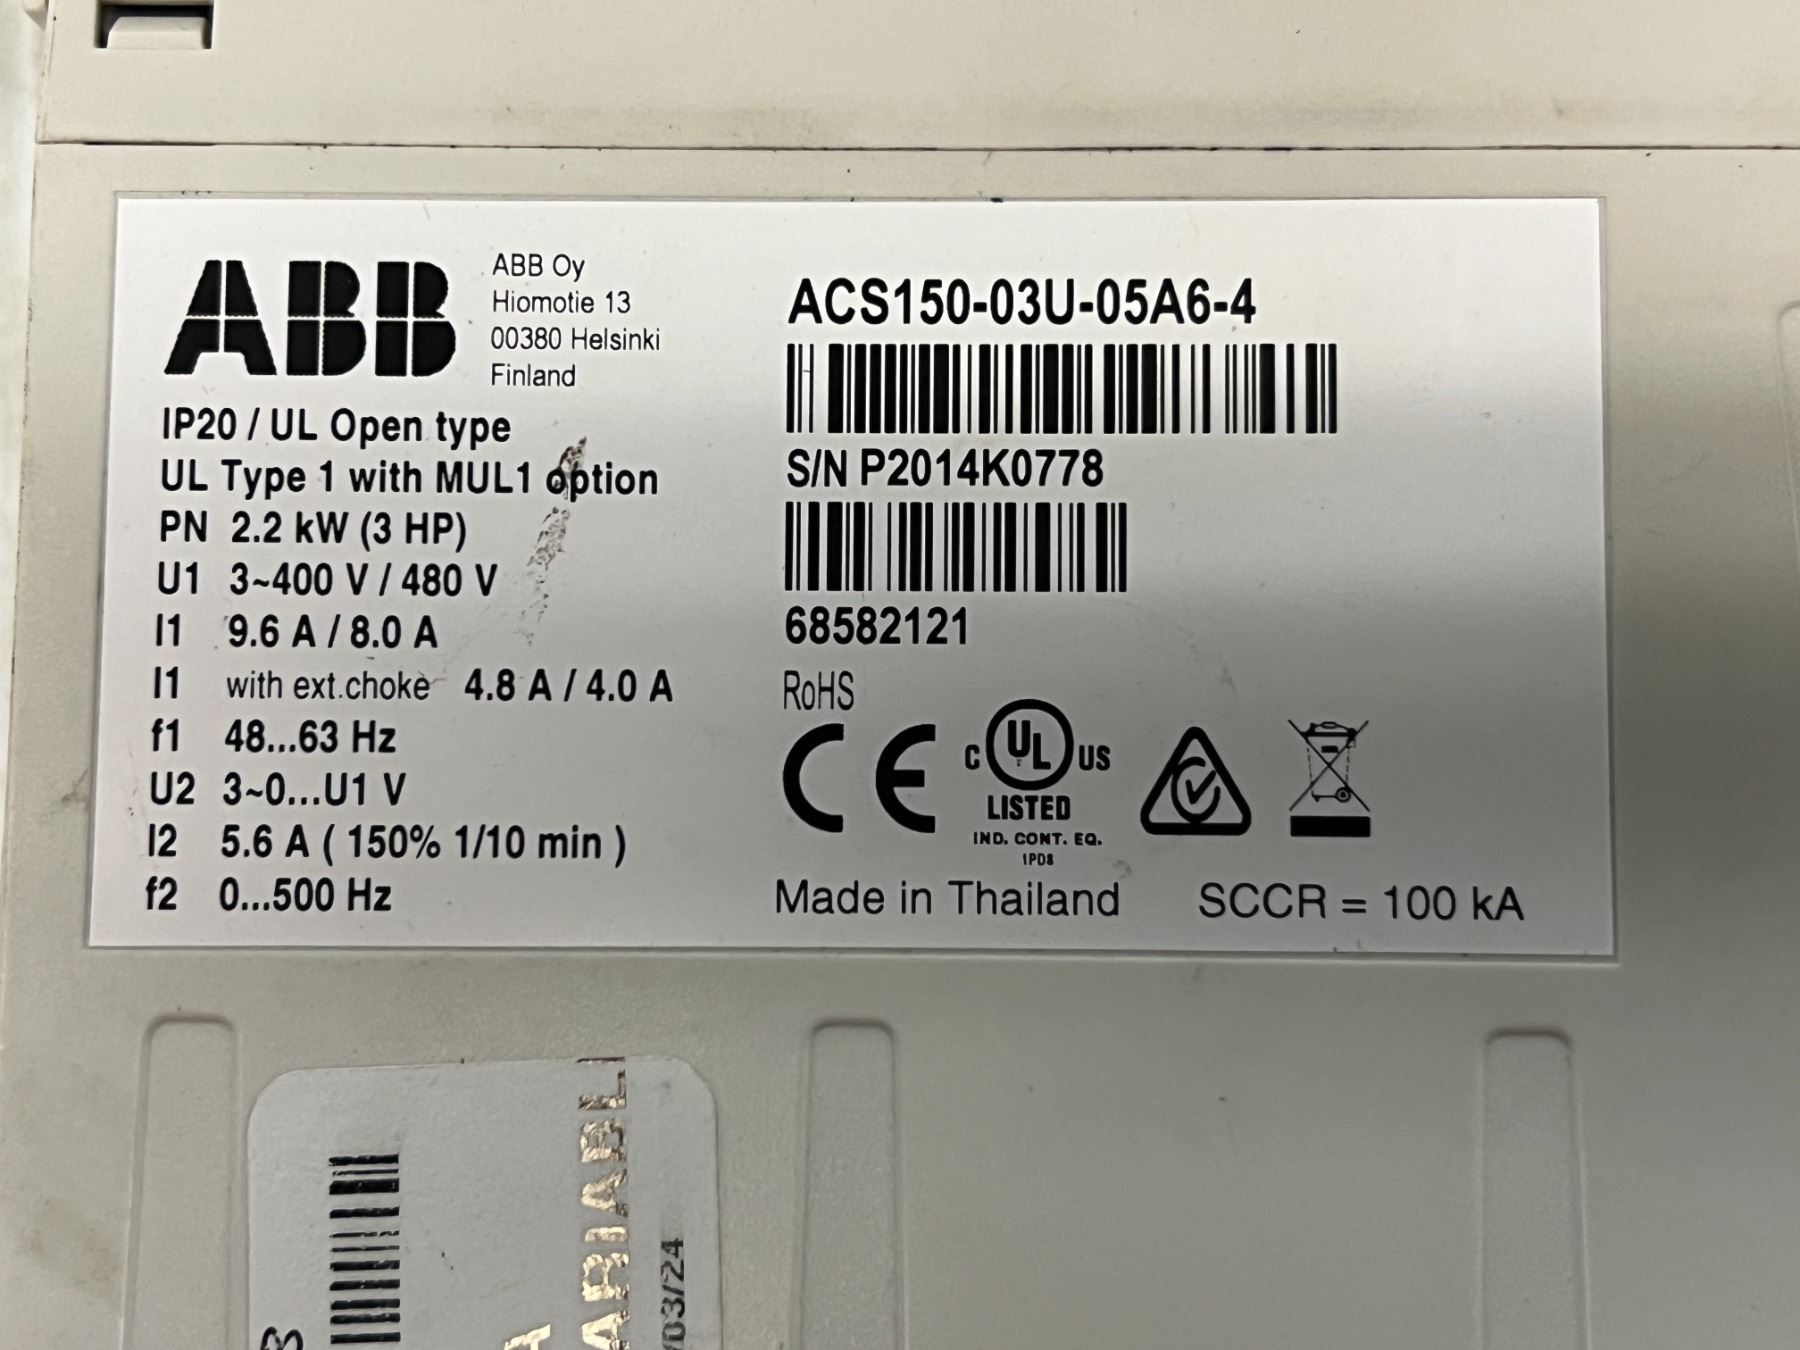 ABB
ABB Oy
Hiomotie 13
00380 Helsinki
Finland
IP20 / UL Open type
UL Type 1 with MUL1 option
PN 2.2 kW (3 HP)
U1 3~400 V / 480 V
I1 9.6 A / 8.0 A
I1 with ext.choke 4.8 A / 4.0 A
f1 48...63 Hz
U2 3~0...U1 V
I2 5.6 A ( 150% 1/10 min )
f2 0...500 Hz
ACS150-03U-05A6-4
S/N P2014K0778
68582121
RoHS
CE
C UL US
LISTED
IND. CONT. EQ.
1PD8
Made in Thailand
SCCR = 100 kA
/03/24